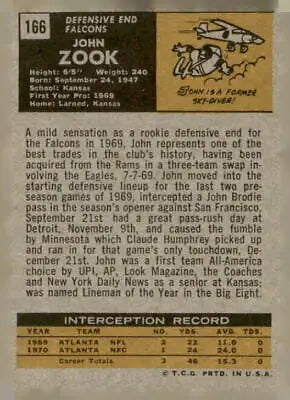 166
DEFENSIVE END
FALCONS
JOHN
ZOOK
Height: 6'5" Weight: 240
Born: September 24, 1947
School: Kansas
First Year Pro: 1969
Home: Larned, Kansas
JOHN IS A FORMER
SKY-DIVER!
A mild sensation as a rookie defensive end for
the Falcons in 1969, John represents one of the
best trades in the club's history, having been
acquired from the Rams in a three-team swap in-
volving the Eagles, 7-7-69. John moved into the
starting defensive lineup for the last two pre-
season games of 1969, intercepted a John Brodie
pass in the season's opener against San Francisco,
September 21st had a great pass-rush day at
Detroit, November 9th, and caused the fumble
by Minnesota which Claude Humphrey picked up
and ran in for that game's only touchdown, De-
cember 21st. John was a first team All-America
choice by UPI, AP, Look Magazine, the Coaches
and New York Daily News as a senior at Kansas;
was named Lineman of the Year in the Big Eight.
INTERCEPTION RECORD
YEAR TEAM NO. YDS. AVG. TD
1969 ATLANTA NFL 2 22 11.0 0
1970 ATLANTA NFC 1 24 24.0 0
Career Totals 3 46 15.3 0
© T.C.G. PRTD. IN U.S.A.